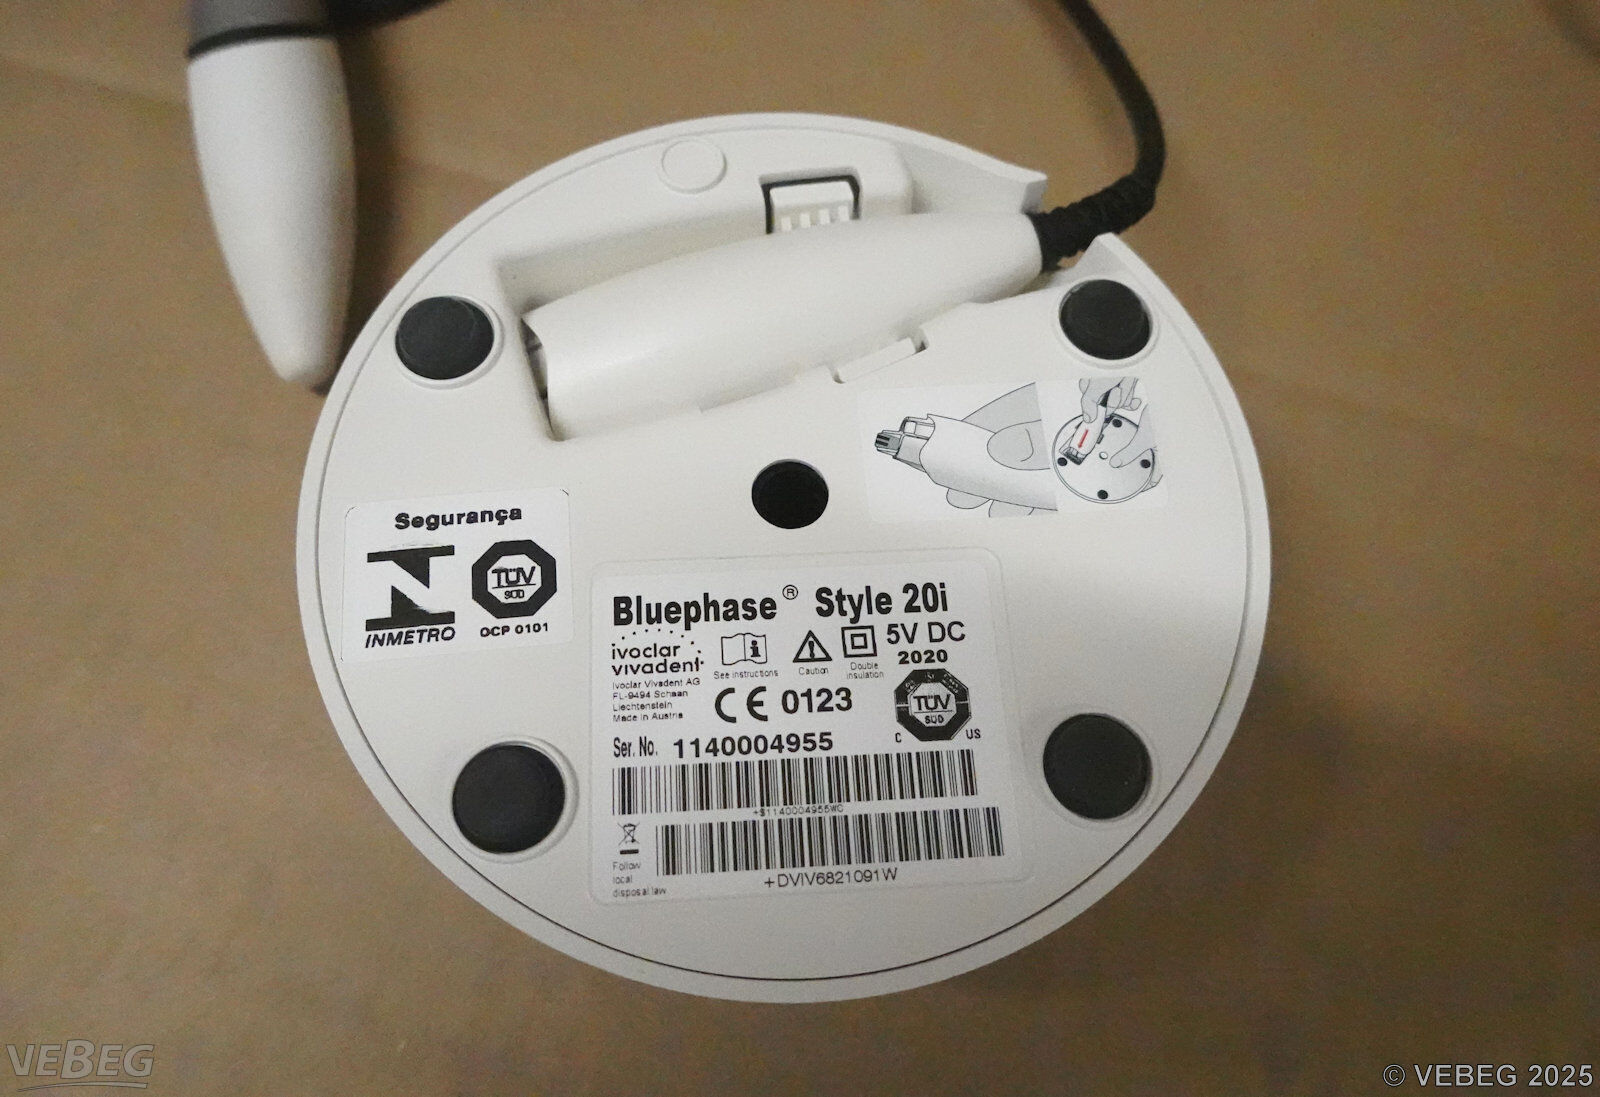 Segurança
INMETRO
TÜV
SÜD
OCP 0101
Bluephase® Style 20i
ivoclar
vivadent
Ivoclar Vivadent AG
FL-9494 Schaan
Liechtenstein
Made in Austria
See instructions
Caution
Double
insulation
5V DC
2020
CE 0123
TÜV
SÜD
C US
Ser. No. 1140004955
+$1140004955WC
Follow
local
disposal law
+DVIV6821091W
VEBEG
© VEBEG 2025